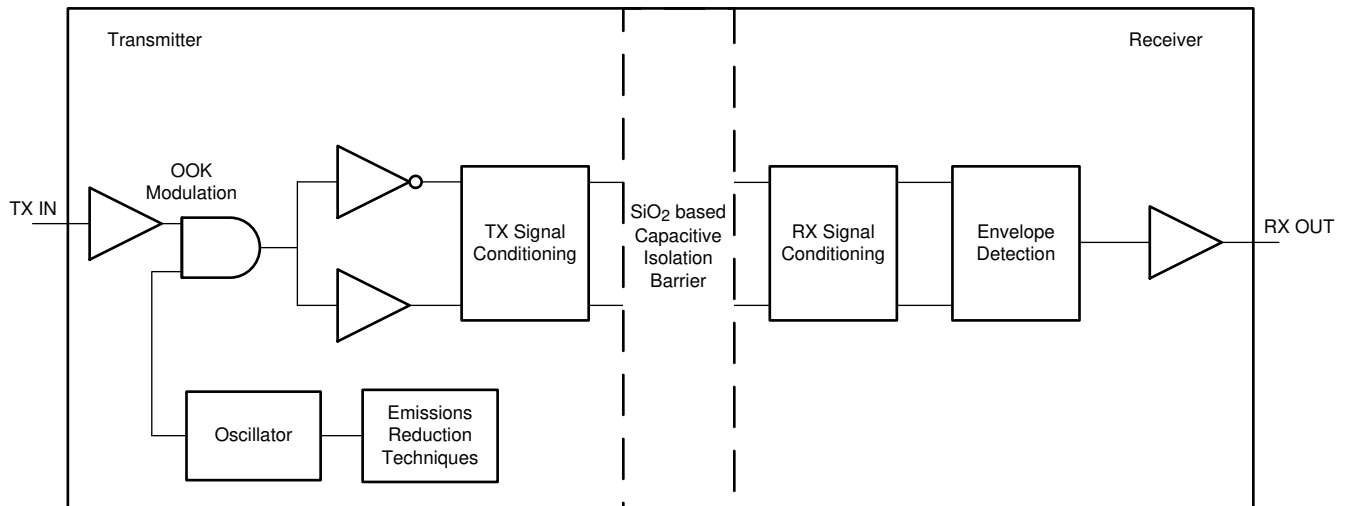 Transmitter
Receiver
OOK
Modulation
TX IN
TX Signal
Conditioning
SiO2 based
Capacitive
Isolation
Barrier
RX Signal
Conditioning
Envelope
Detection
RX OUT
Oscillator
Emissions
Reduction
Techniques